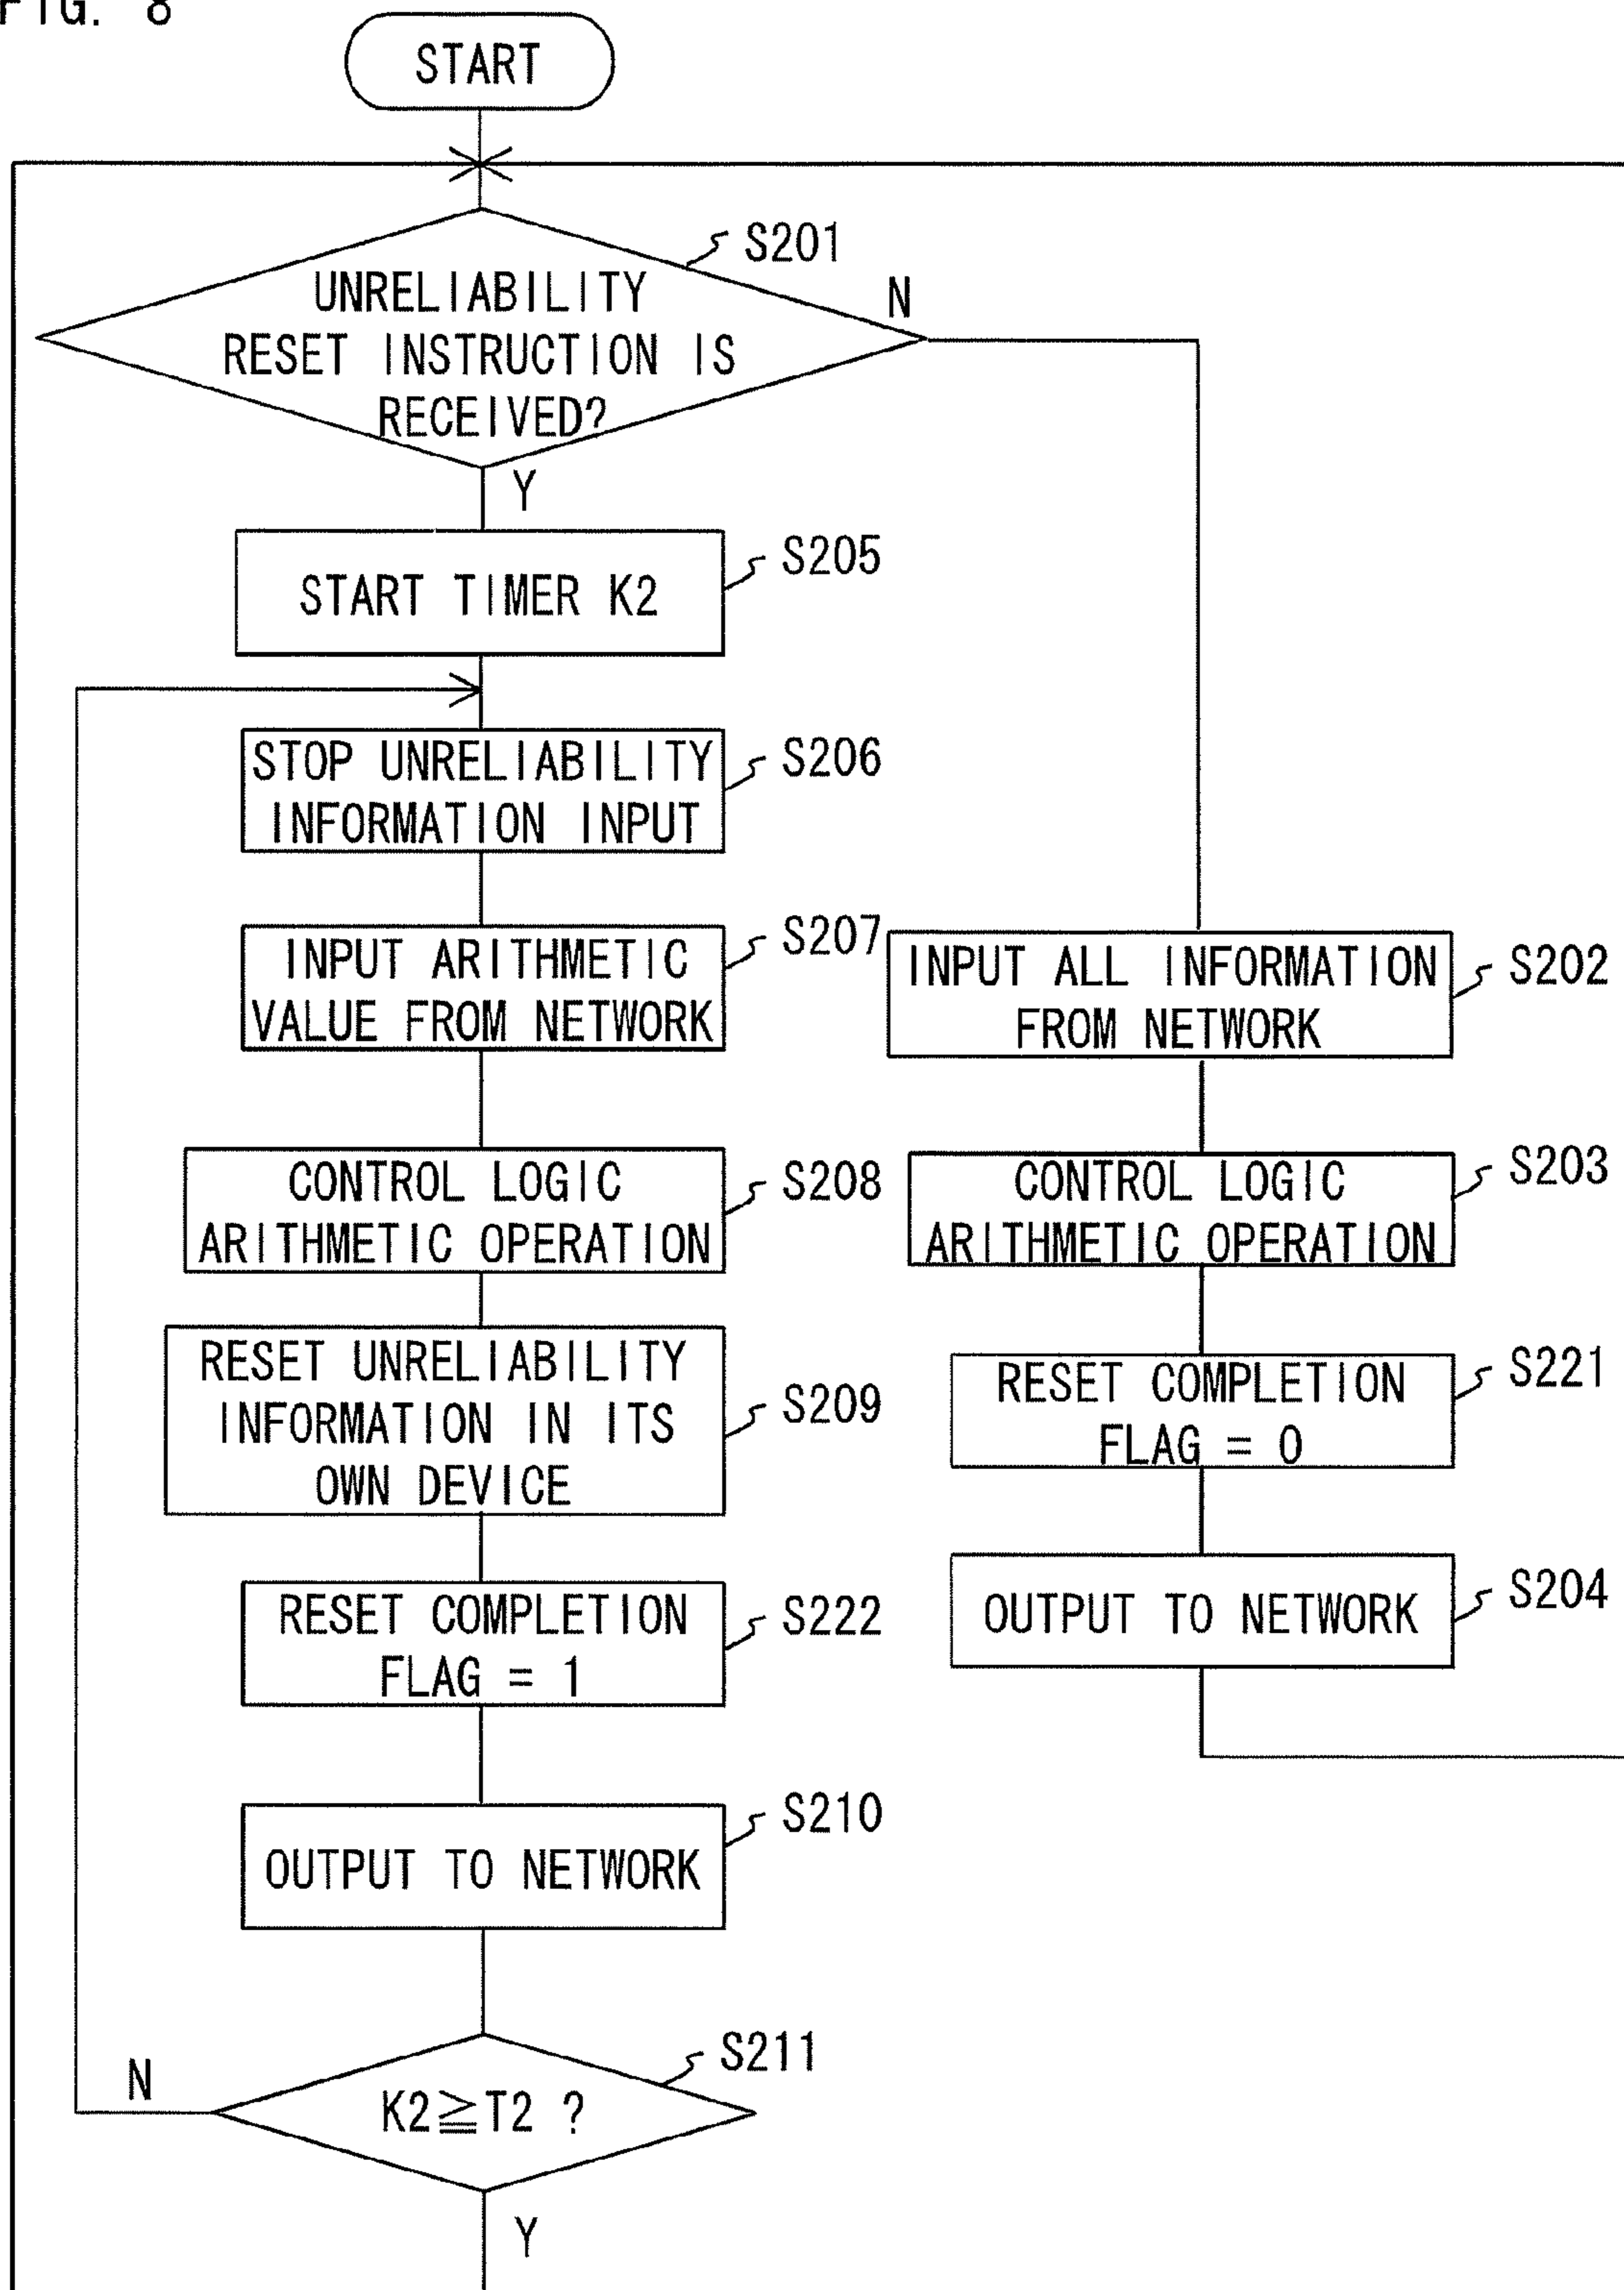 FIG. 8
START
S201
UNRELIABILITY
RESET INSTRUCTION IS
RECEIVED?
N
Y
START TIMER K2
S205
STOP UNRELIABILITY
INFORMATION INPUT
S206
INPUT ARITHMETIC
VALUE FROM NETWORK
S207
CONTROL LOGIC
ARITHMETIC OPERATION
S208
RESET UNRELIABILITY
INFORMATION IN ITS
OWN DEVICE
S209
RESET COMPLETION
FLAG = 1
S222
OUTPUT TO NETWORK
S210
S211
K2≧T2 ?
N
Y
INPUT ALL INFORMATION
FROM NETWORK
S202
CONTROL LOGIC
ARITHMETIC OPERATION
S203
RESET COMPLETION
FLAG = 0
S221
OUTPUT TO NETWORK
S204